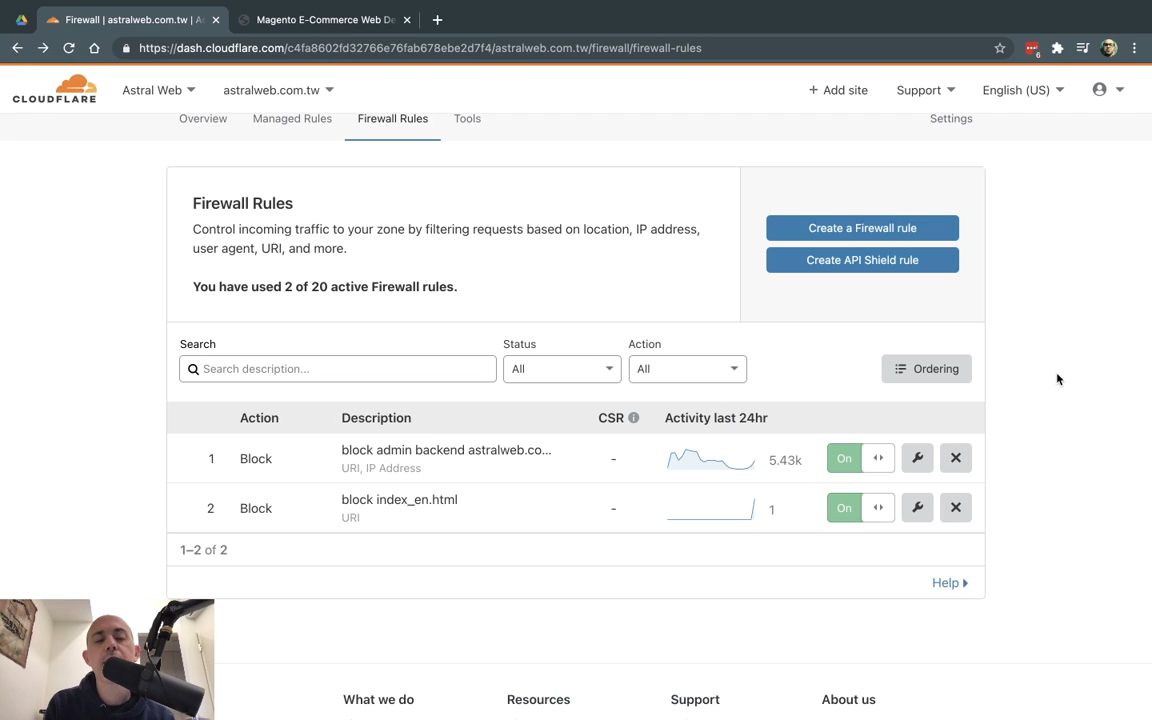 Firewall | astralweb.com.tw | A
Magento E-Commerce Web De
https://dash.cloudflare.com/c4fa8602fd32766e76fab678ebe2d7f4/astralweb.com.tw/firewall/firewall-rules
6
CLOUDFLARE
Astral Web
astralweb.com.tw
+ Add site
Support
English (US)
Overview
Managed Rules
Firewall Rules
Tools
Settings
Firewall Rules
Control incoming traffic to your zone by filtering requests based on location, IP address,
user agent, URI, and more.
You have used 2 of 20 active Firewall rules.
Create a Firewall rule
Create API Shield rule
Search
Status
Action
Search description...
All
All
Ordering
Action
Description
CSR
Activity last 24hr
1
Block
block admin backend astralweb.co...
URI, IP Address
-
5.43k
On
2
Block
block index_en.html
URI
-
1
On
1–2 of 2
Help
What we do
Resources
Support
About us